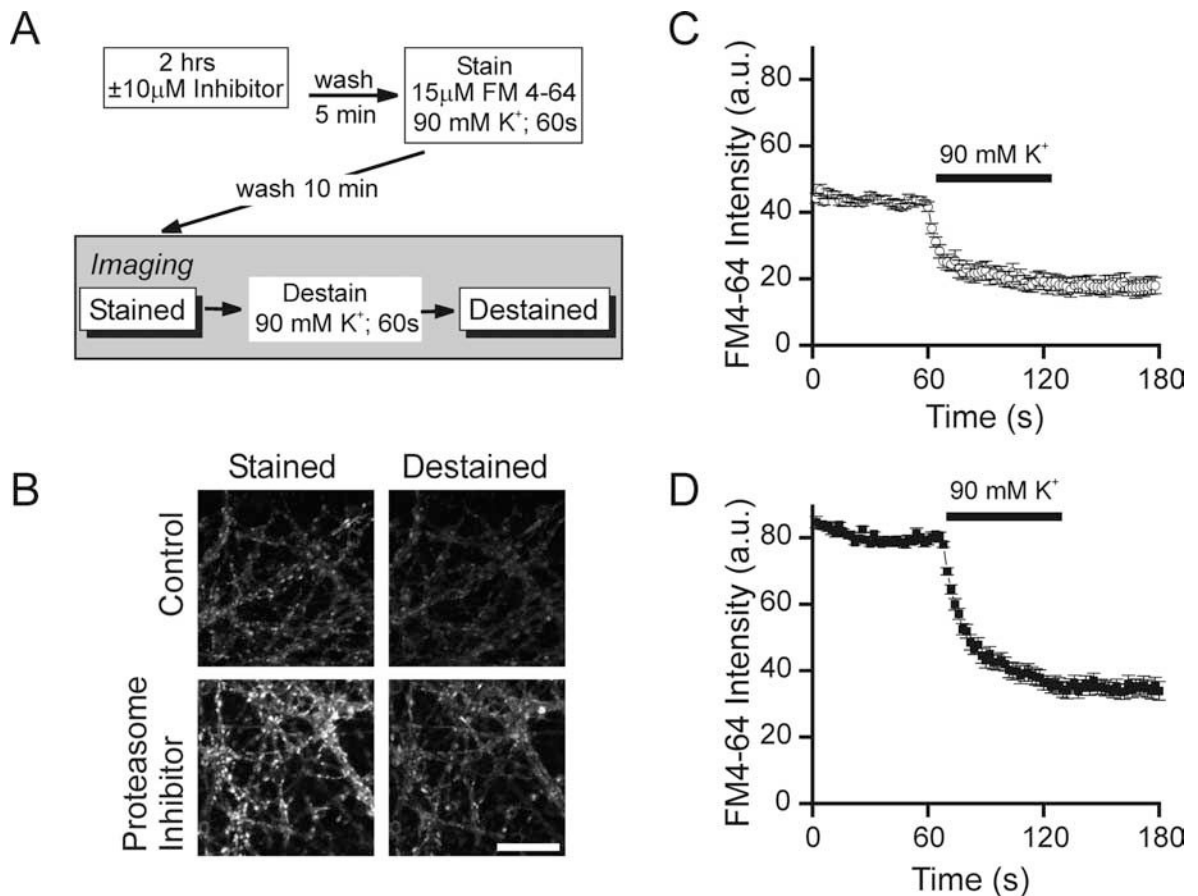 A
2 hrs
±10μM Inhibitor
wash
5 min
Stain
15μM FM 4-64
90 mM K⁺; 60s
wash 10 min
Imaging
Stained
Destain
90 mM K⁺; 60s
Destained
B
Stained
Destained
Control
Proteasome
Inhibitor
C
FM4-64 Intensity (a.u.)
80
60
40
20
0
90 mM K⁺
0
60
120
180
Time (s)
D
FM4-64 Intensity (a.u.)
80
60
40
20
0
90 mM K⁺
0
60
120
180
Time (s)